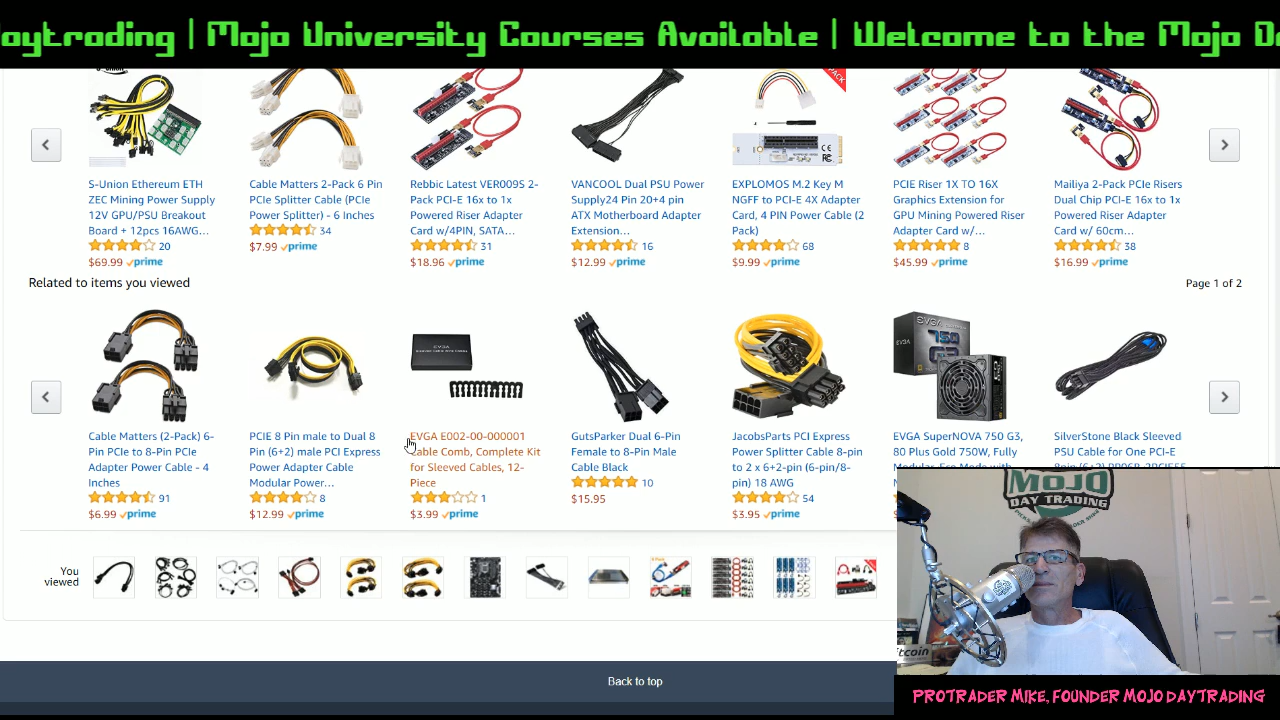 aytrading | Mojo University Courses Available | Welcome to the Mojo D
S-Union Ethereum ETH
ZEC Mining Power Supply
12V GPU/PSU Breakout
Board + 12pcs 16AWG...
20
$69.99 prime
Cable Matters 2-Pack 6 Pin
PCIe Splitter Cable (PCIe
Power Splitter) - 6 Inches
34
$7.99 prime
Rebbic Latest VER009S 2-
Pack PCI-E 16x to 1x
Powered Riser Adapter
Card w/4PIN, SATA...
31
$18.96 prime
VANCOOL Dual PSU Power
Supply24 Pin 20+4 pin
ATX Motherboard Adapter
Extension...
16
$12.99 prime
EXPLOMOS M.2 Key M
NGFF to PCI-E 4X Adapter
Card, 4 PIN Power Cable (2
Pack)
68
$9.99 prime
PCIE Riser 1X TO 16X
Graphics Extension for
GPU Mining Powered Riser
Adapter Card w/...
8
$45.99 prime
Mailiya 2-Pack PCIe Risers
Dual Chip PCI-E 16x to 1x
Powered Riser Adapter
Card w/ 60cm...
38
$16.99 prime
Related to items you viewed
Page 1 of 2
Cable Matters (2-Pack) 6-
Pin PCIe to 8-Pin PCIe
Adapter Power Cable - 4
Inches
91
$6.99 prime
PCIE 8 Pin male to Dual 8
Pin (6+2) male PCI Express
Power Adapter Cable
Modular Power...
8
$12.99 prime
EVGA
EVGA E002-00-000001
Cable Comb, Complete Kit
for Sleeved Cables, 12-
Piece
1
$3.99 prime
GutsParker Dual 6-Pin
Female to 8-Pin Male
Cable Black
10
$15.95
JacobsParts PCI Express
Power Splitter Cable 8-pin
to 2 x 6+2-pin (6-pin/8-
pin) 18 AWG
54
$3.95 prime
EVGA
750
G3
EVGA SuperNOVA 750 G3,
80 Plus Gold 750W, Fully
Modular, Eco Mode with
SilverStone Black Sleeved
PSU Cable for One PCI-E
8pin (6+2) PP06B-2PCIE55
You
viewed
Back to top
MOJO
DAY TRADING
itcoin
PROTRADER MIKE, FOUNDER MOJO DAYTRADING